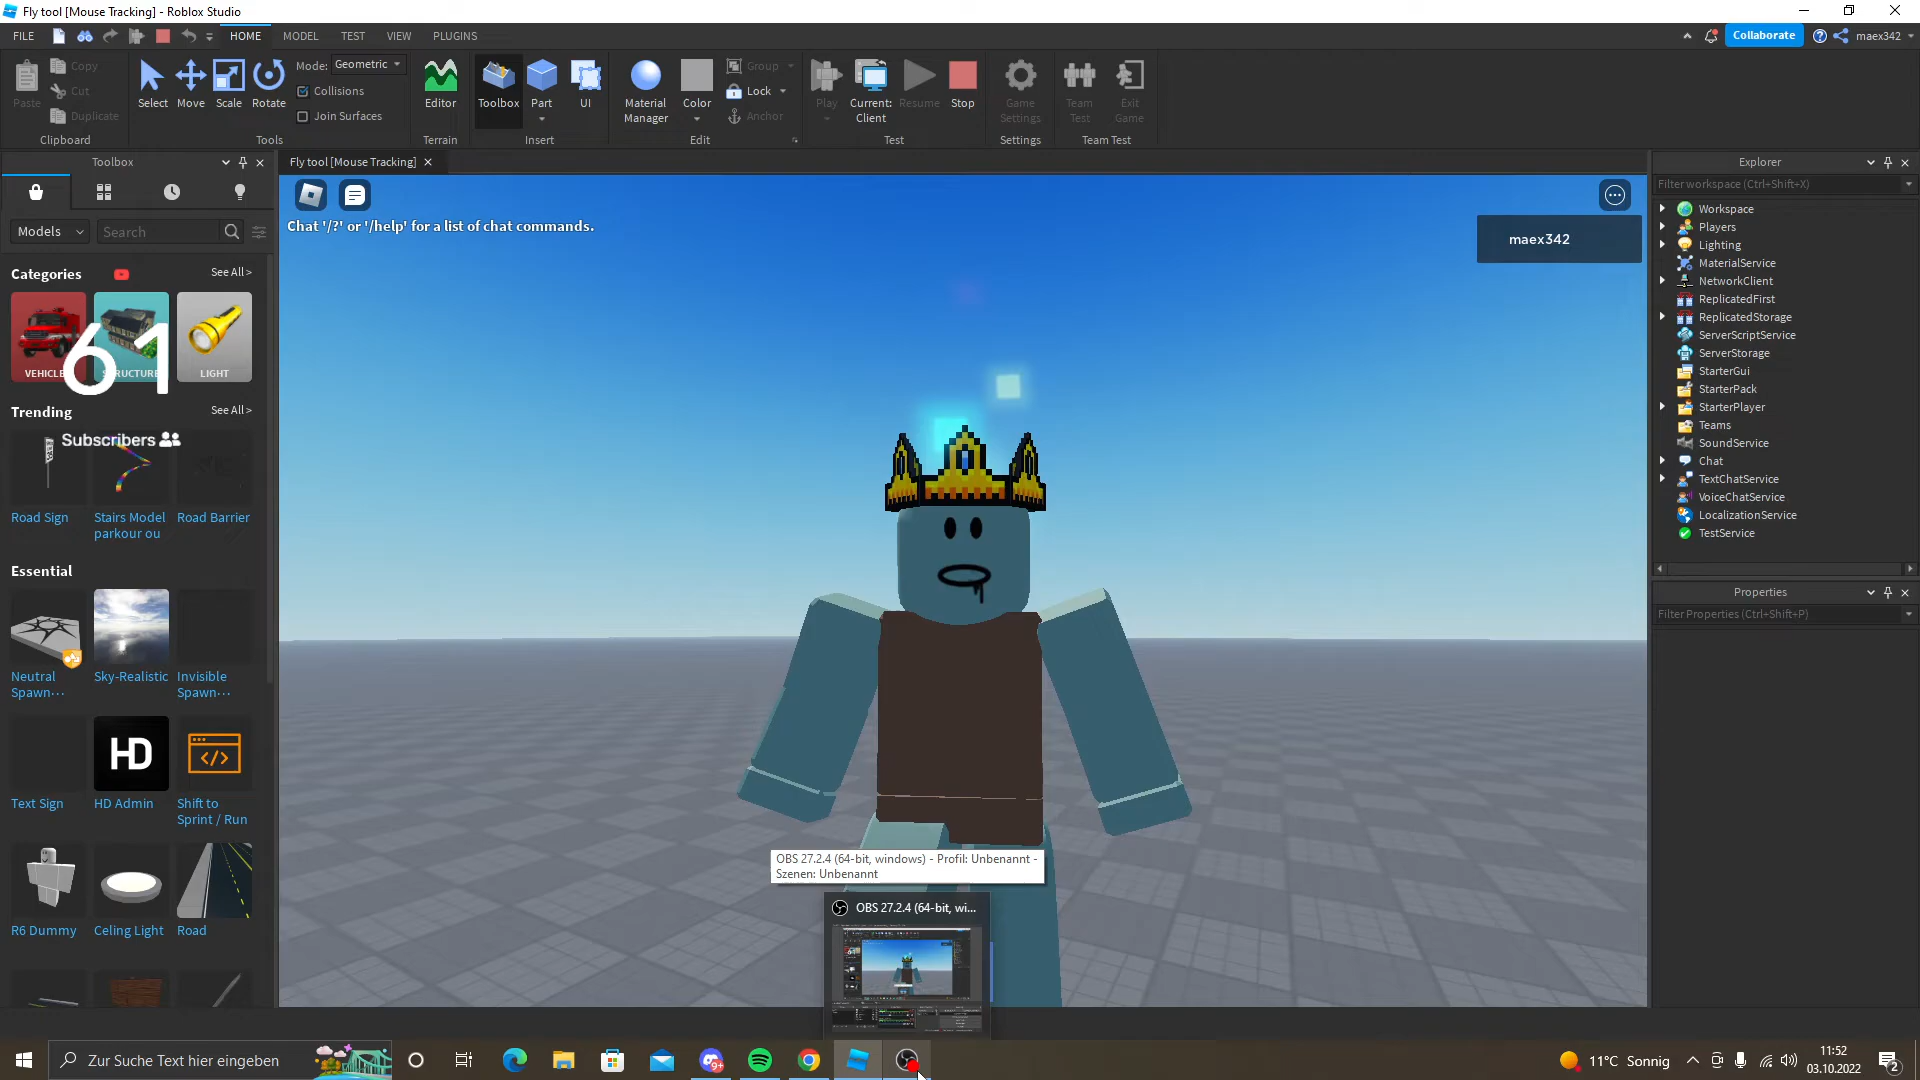 Fly tool [Mouse Tracking] - Roblox Studio
FILE
HOME
MODEL
TEST
VIEW
PLUGINS
Collaborate
maex342
Paste
Copy
Cut
Duplicate
Clipboard
Select
Move
Scale
Rotate
Mode: Geometric
Collisions
Join Surfaces
Tools
Editor
Terrain
Toolbox
Part
UI
Insert
Material
Manager
Color
Group
Lock
Anchor
Edit
Play
Current:
Client
Resume
Stop
Test
Game
Settings
Settings
Team
Test
Exit
Game
Team Test
Toolbox
Models
Search
Categories
See All >
VEHICLE
STRUCTURE
LIGHT
61
Trending
See All >
Subscribers
Road Sign
Stairs Model
parkour ou
Road Barrier
Essential
Neutral
Spawn...
Sky-Realistic
Invisible
Spawn...
HD
Text Sign
HD Admin
Shift to
Sprint / Run
R6 Dummy
Celing Light
Road
Fly tool [Mouse Tracking]
Chat '/?' or '/help' for a list of chat commands.
maex342
OBS 27.2.4 (64-bit, windows) - Profil: Unbenannt -
Szenen: Unbenannt
OBS 27.2.4 (64-bit, wi...
Explorer
Filter workspace (Ctrl+Shift+X)
Workspace
Players
Lighting
MaterialService
NetworkClient
ReplicatedFirst
ReplicatedStorage
ServerScriptService
ServerStorage
StarterGui
StarterPack
StarterPlayer
Teams
SoundService
Chat
TextChatService
VoiceChatService
LocalizationService
TestService
Properties
Filter Properties (Ctrl+Shift+P)
Zur Suche Text hier eingeben
9+
11°C Sonnig
11:52
03.10.2022
2